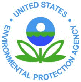 UNITED STATES
ENVIRONMENTAL PROTECTION AGENCY